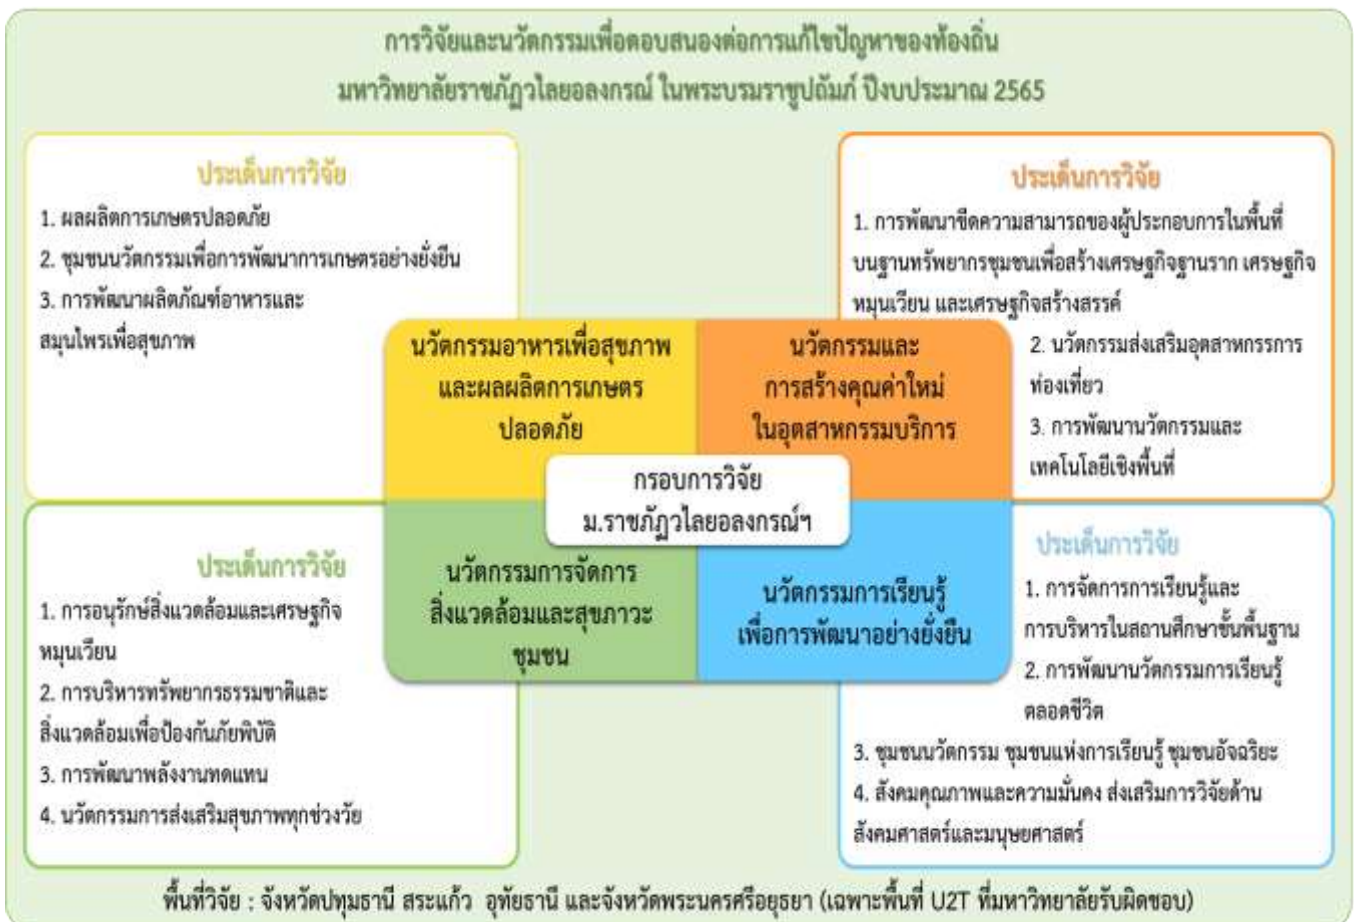 การวิจัยและนวัตกรรมเพื่อตอบสนองต่อการแก้ไขปัญหาของท้องถิ่น
มหาวิทยาลัยราชภัฏวไลยอลงกรณ์ ในพระบรมราชูปถัมภ์ ปีงบประมาณ 2565
ประเด็นการวิจัย
1. ผลผลิตการเกษตรปลอดภัย
2. ชุมชนนวัตกรรมเพื่อการพัฒนาการเกษตรอย่างยั่งยืน
3. การพัฒนาผลิตภัณฑ์อาหารและ
สมุนไพรเพื่อสุขภาพ
ประเด็นการวิจัย
1. การพัฒนาขีดความสามารถของผู้ประกอบการในพื้นที่
บนฐานทรัพยากรชุมชนเพื่อสร้างเศรษฐกิจฐานราก เศรษฐกิจ
หมุนเวียน และเศรษฐกิจสร้างสรรค์
2. นวัตกรรมส่งเสริมอุตสาหกรรการ
ท่องเที่ยว
3. การพัฒนานวัตกรรมและ
เทคโนโลยีเชิงพื้นที่
นวัตกรรมอาหารเพื่อสุขภาพ
และผลผลิตการเกษตร
ปลอดภัย
นวัตกรรมและ
การสร้างคุณค่าใหม่
ในอุตสาหกรรมบริการ
กรอบการวิจัย
ม.ราชภัฏวไลยอลงกรณ์ฯ
นวัตกรรมการจัดการ
สิ่งแวดล้อมและสุขภาวะ
ชุมชน
นวัตกรรมการเรียนรู้
เพื่อการพัฒนาอย่างยั่งยืน
ประเด็นการวิจัย
1. การอนุรักษ์สิ่งแวดล้อมและเศรษฐกิจ
หมุนเวียน
2. การบริหารทรัพยากรธรรมชาติและ
สิ่งแวดล้อมเพื่อป้องกันภัยพิบัติ
3. การพัฒนาพลังงานทดแทน
4. นวัตกรรมการส่งเสริมสุขภาพทุกช่วงวัย
ประเด็นการวิจัย
1. การจัดการการเรียนรู้และ
การบริหารในสถานศึกษาขั้นพื้นฐาน
2. การพัฒนานวัตกรรมการเรียนรู้
ตลอดชีวิต
3. ชุมชนนวัตกรรม ชุมชนแห่งการเรียนรู้ ชุมชนอัจฉริยะ
4. สังคมคุณภาพและความมั่นคง ส่งเสริมการวิจัยด้าน
สังคมศาสตร์และมนุษยศาสตร์
พื้นที่วิจัย : จังหวัดปทุมธานี สระแก้ว อุทัยธานี และจังหวัดพระนครศรีอยุธยา (เฉพาะพื้นที่ U2T ที่มหาวิทยาลัยรับผิดชอบ)